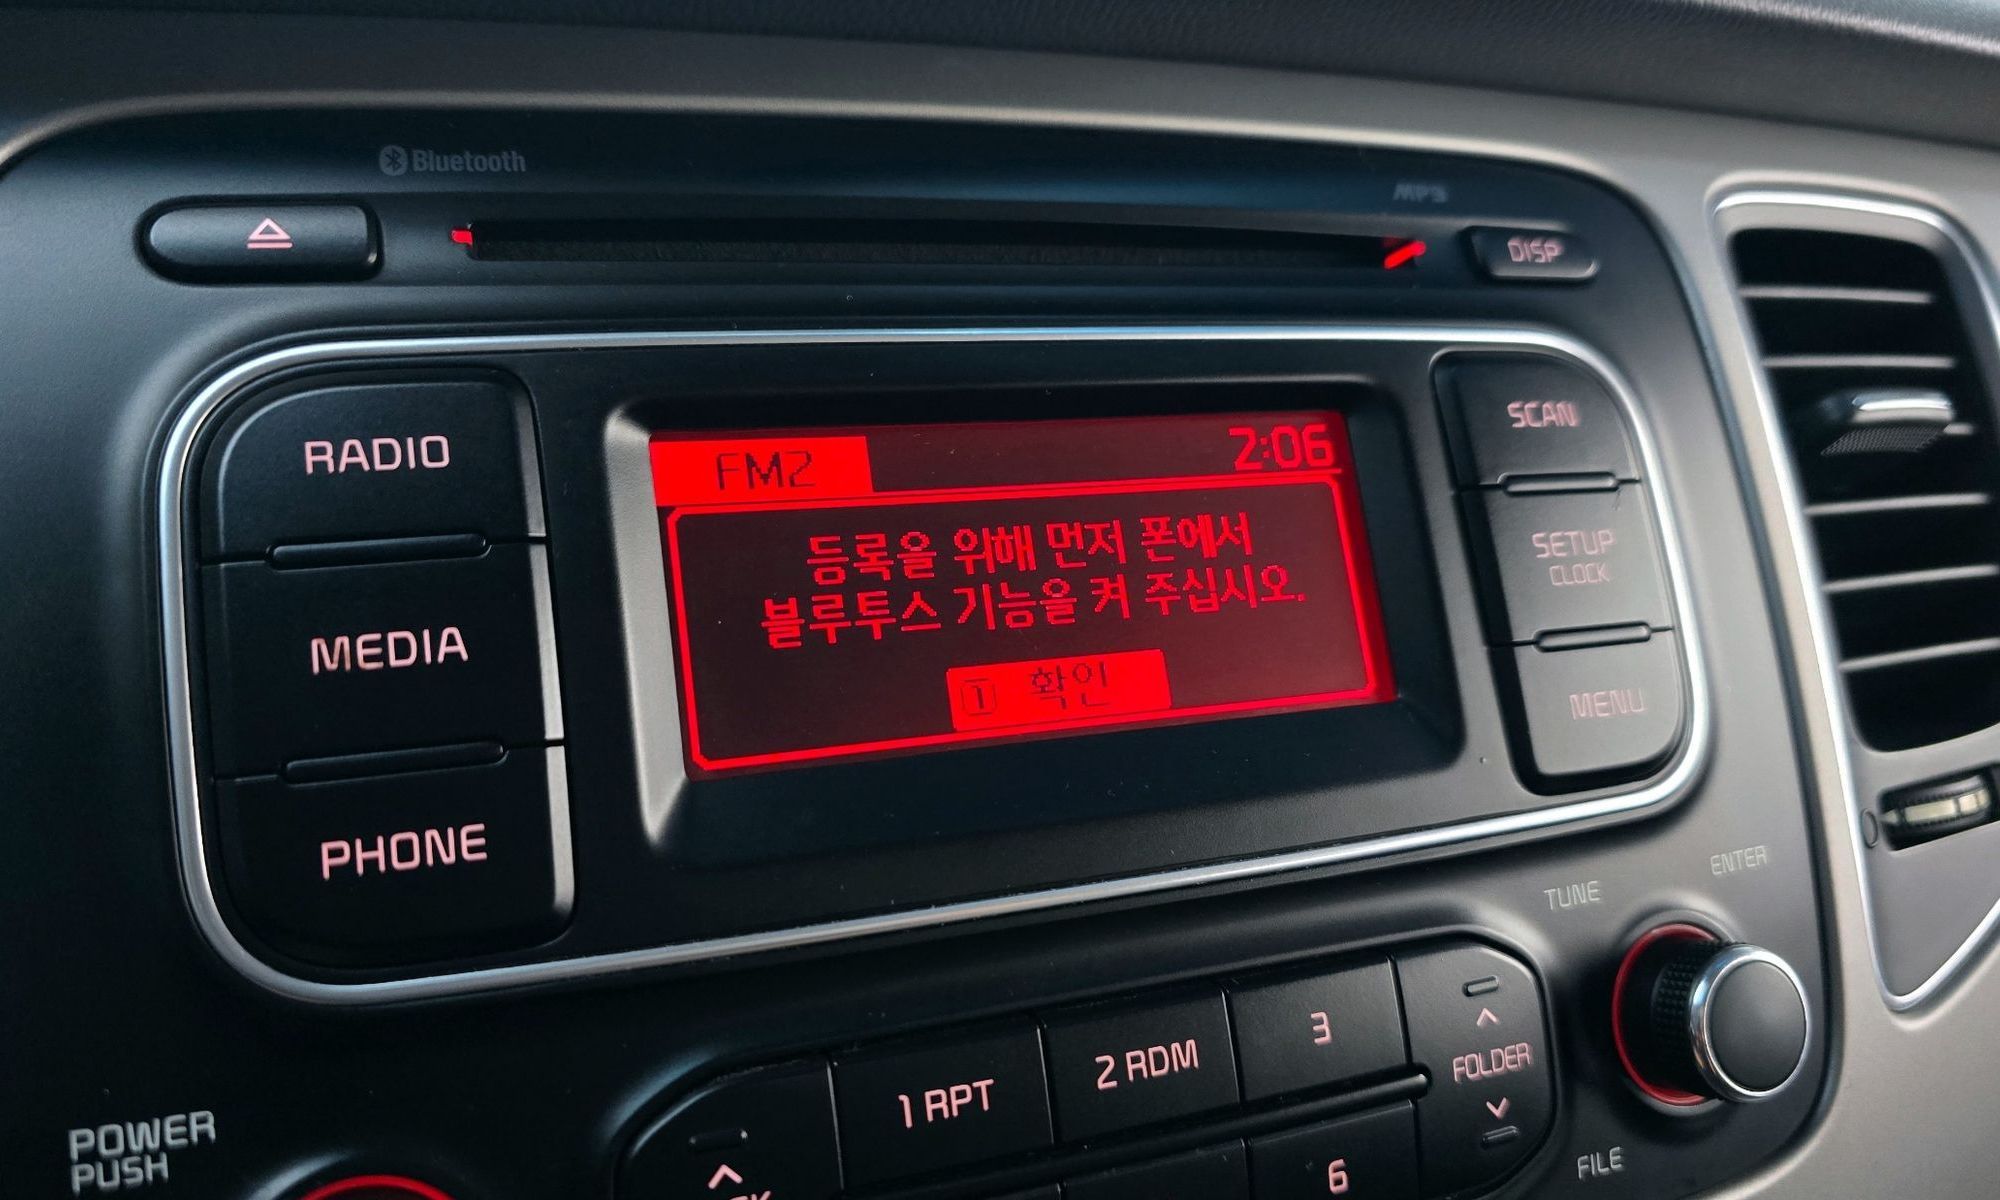 Bluetooth
MP3
DISP
RADIO
FM2
2:06
SCAN
등록을 위해 먼저 폰에서
블루투스 기능을 켜 주십시오.
SETUP
CLOCK
MEDIA
1 확인
MENU
PHONE
ENTER
TUNE
1 RPT
2 RDM
3
FOLDER
POWER
PUSH
6
FILE